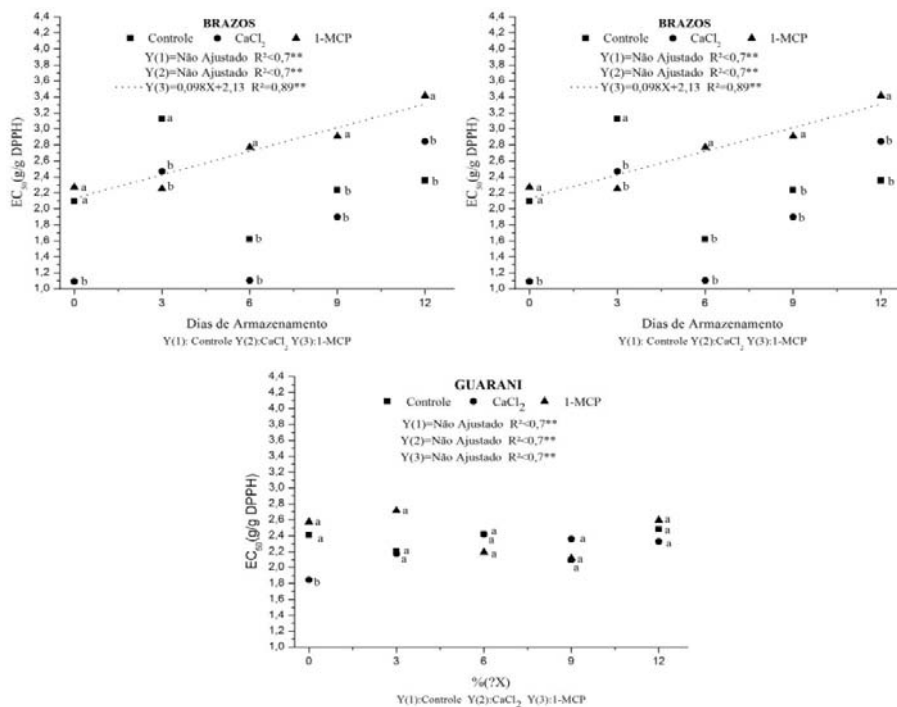 BRAZOS
Controle CaCl₂ 1-MCP
Y(1)=Não Ajustado R²<0,7**
Y(2)=Não Ajustado R²<0,7**
Y(3)=0,098X+2,13 R²=0,89**
EC₅₀(g/g DPPH)
4,4
4,2
4,0
3,8
3,6
3,4
3,2
3,0
2,8
2,6
2,4
2,2
2,0
1,8
1,6
1,4
1,2
1,0
a
a
b
a
b
b
a
b
b
a
b
b
a
b
b
0 3 6 9 12
Dias de Armazenamento
Y(1): Controle Y(2):CaCl₂ Y(3):1-MCP
BRAZOS
Controle CaCl₂ 1-MCP
Y(1)=Não Ajustado R²<0,7**
Y(2)=Não Ajustado R²<0,7**
Y(3)=0,098X+2,13 R²=0,89**
EC₅₀(g/g DPPH)
4,4
4,2
4,0
3,8
3,6
3,4
3,2
3,0
2,8
2,6
2,4
2,2
2,0
1,8
1,6
1,4
1,2
1,0
a
a
b
a
b
b
a
b
b
a
b
b
a
b
b
0 3 6 9 12
Dias de Armazenamento
Y(1): Controle Y(2):CaCl₂ Y(3):1-MCP
GUARANI
Controle CaCl₂ 1-MCP
Y(1)=Não Ajustado R²<0,7**
Y(2)=Não Ajustado R²<0,7**
Y(3)=Não Ajustado R²<0,7**
EC₅₀(g/g DPPH)
4,4
4,2
4,0
3,8
3,6
3,4
3,2
3,0
2,8
2,6
2,4
2,2
2,0
1,8
1,6
1,4
1,2
1,0
a
a
b
a
a
a
a
a
a
a
a
a
a
a
a
0 3 6 9 12
%(?X)
Y(1):Controle Y(2):CaCl₂ Y(3):1-MCP